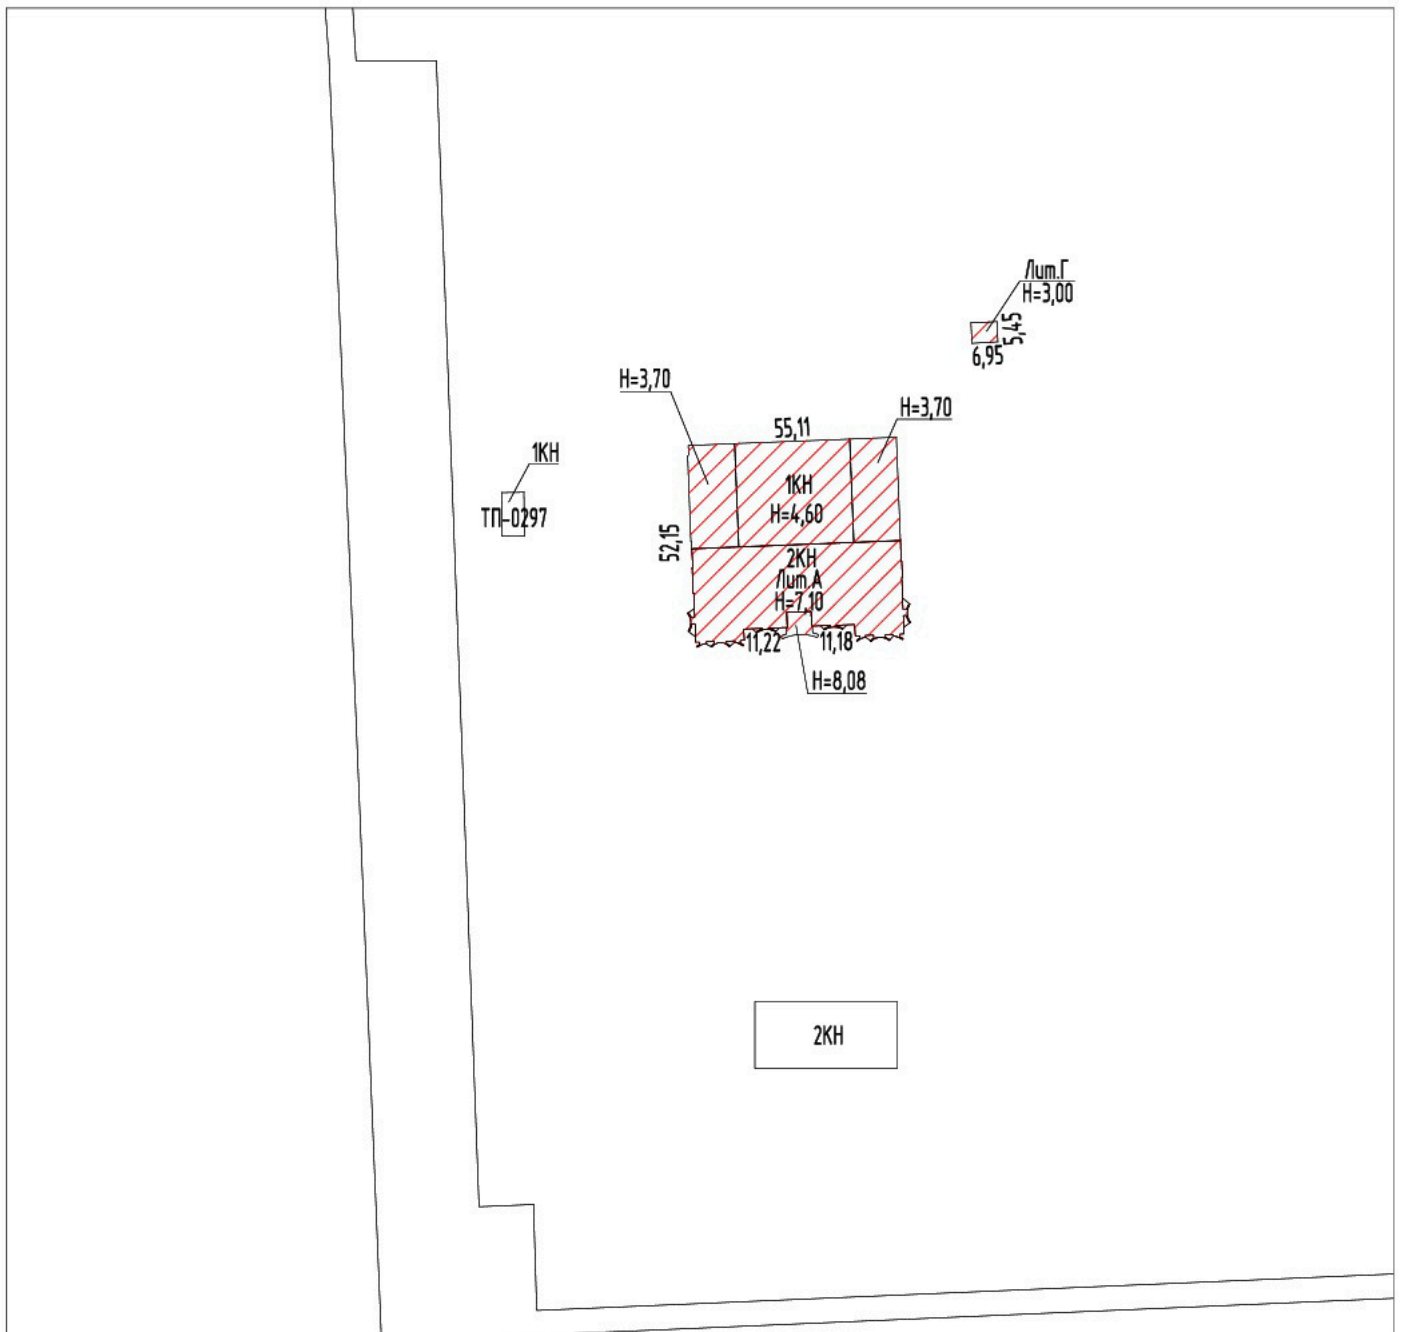 Лит.Г
Н=3,00
5,45
6,95
Н=3,70
Н=3,70
55,11
1КН
ТП-0297
1КН
Н=4,60
52,15
2КН
Лит.А
Н=7,10
11,22
11,18
Н=8,08
2КН